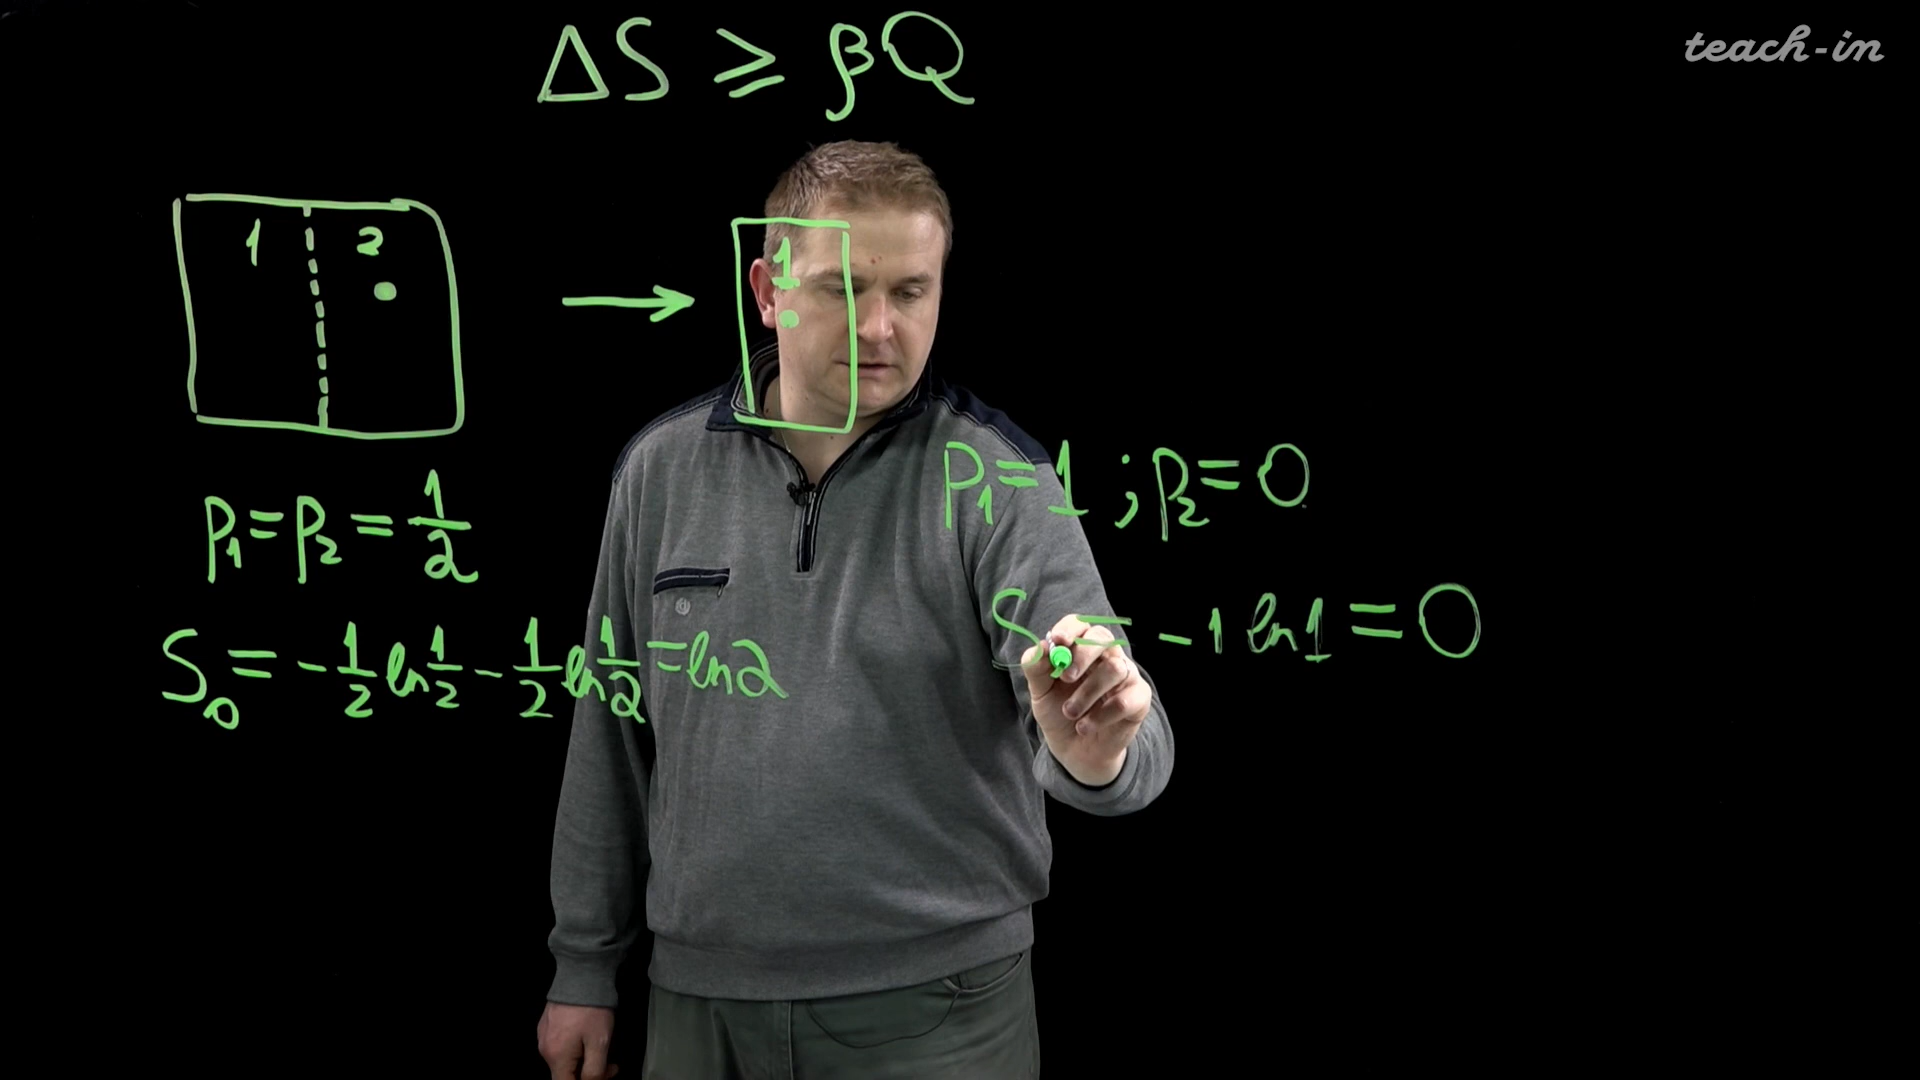 teach-in
ΔS ≥ βQ
1 2
1
p₁ = 1 ; p₂ = 0
p₁ = p₂ = 1/2
S = -1 ln 1 = 0
S₀ = - 1/2 ln 1/2 - 1/2 ln 1/2 = ln 2